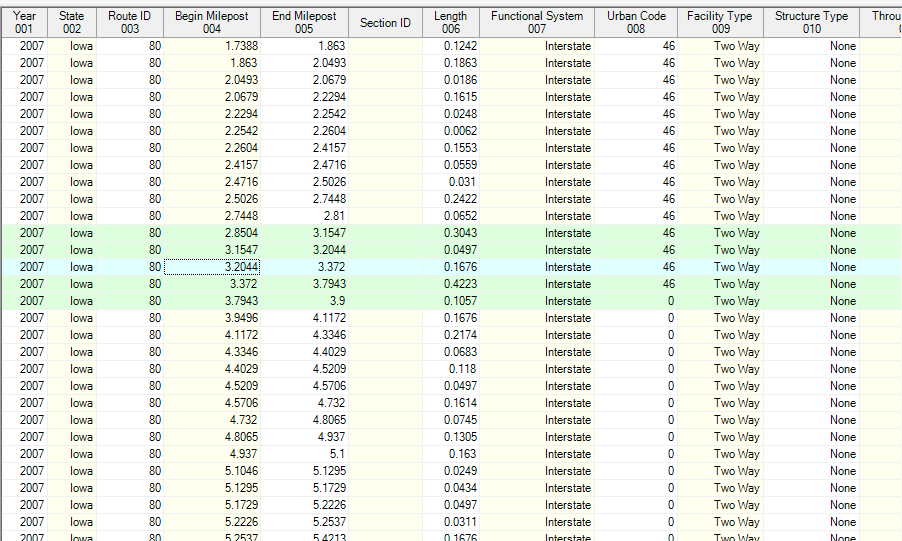 Year State Route ID Begin Milepost End Milepost Section ID Length Functional System Urban Code Facility Type Structure Type Throu
001 002 003 004 005 006 007 008 009 010
2007 Iowa 80 1.7388 1.863 0.1242 Interstate 46 Two Way None
2007 Iowa 80 1.863 2.0493 0.1863 Interstate 46 Two Way None
2007 Iowa 80 2.0493 2.0679 0.0186 Interstate 46 Two Way None
2007 Iowa 80 2.0679 2.2294 0.1615 Interstate 46 Two Way None
2007 Iowa 80 2.2294 2.2542 0.0248 Interstate 46 Two Way None
2007 Iowa 80 2.2542 2.2604 0.0062 Interstate 46 Two Way None
2007 Iowa 80 2.2604 2.4157 0.1553 Interstate 46 Two Way None
2007 Iowa 80 2.4157 2.4716 0.0559 Interstate 46 Two Way None
2007 Iowa 80 2.4716 2.5026 0.031 Interstate 46 Two Way None
2007 Iowa 80 2.5026 2.7448 0.2422 Interstate 46 Two Way None
2007 Iowa 80 2.7448 2.81 0.0652 Interstate 46 Two Way None
2007 Iowa 80 2.8504 3.1547 0.3043 Interstate 46 Two Way None
2007 Iowa 80 3.1547 3.2044 0.0497 Interstate 46 Two Way None
2007 Iowa 80 3.2044 3.372 0.1676 Interstate 46 Two Way None
2007 Iowa 80 3.372 3.7943 0.4223 Interstate 46 Two Way None
2007 Iowa 80 3.7943 3.9 0.1057 Interstate 0 Two Way None
2007 Iowa 80 3.9496 4.1172 0.1676 Interstate 0 Two Way None
2007 Iowa 80 4.1172 4.3346 0.2174 Interstate 0 Two Way None
2007 Iowa 80 4.3346 4.4029 0.0683 Interstate 0 Two Way None
2007 Iowa 80 4.4029 4.5209 0.118 Interstate 0 Two Way None
2007 Iowa 80 4.5209 4.5706 0.0497 Interstate 0 Two Way None
2007 Iowa 80 4.5706 4.732 0.1614 Interstate 0 Two Way None
2007 Iowa 80 4.732 4.8065 0.0745 Interstate 0 Two Way None
2007 Iowa 80 4.8065 4.937 0.1305 Interstate 0 Two Way None
2007 Iowa 80 4.937 5.1 0.163 Interstate 0 Two Way None
2007 Iowa 80 5.1046 5.1295 0.0249 Interstate 0 Two Way None
2007 Iowa 80 5.1295 5.1729 0.0434 Interstate 0 Two Way None
2007 Iowa 80 5.1729 5.2226 0.0497 Interstate 0 Two Way None
2007 Iowa 80 5.2226 5.2537 0.0311 Interstate 0 Two Way None
2007 Iowa 80 5.2537 5.4213 0.1676 Interstate 0 Two Way None